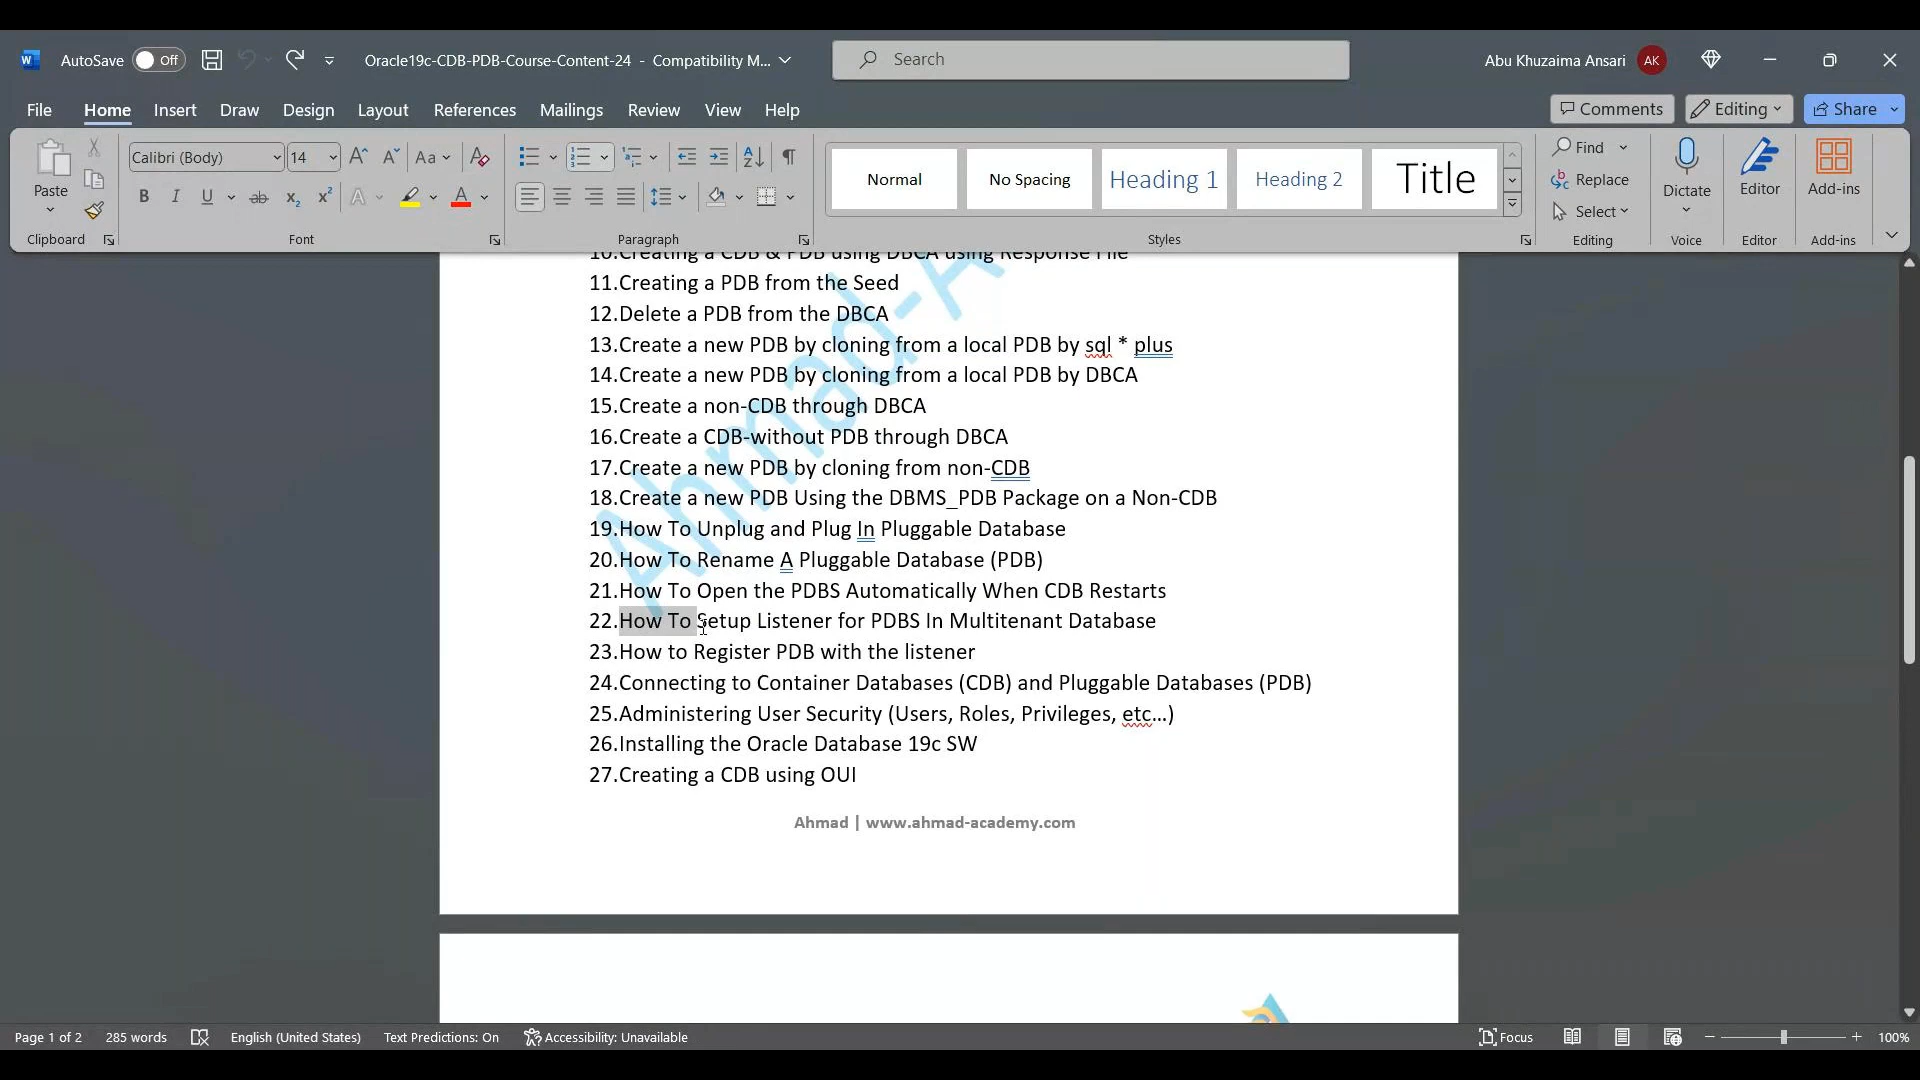 AutoSave Off Oracle19c-CDB-PDB-Course-Content-24 - Compatibility M... Search Abu Khuzaima Ansari AK
File Home Insert Draw Design Layout References Mailings Review View Help Comments Editing Share
Paste Calibri (Body) 14 Aa Normal No Spacing Heading 1 Heading 2 Title Find Replace Select Dictate Editor Add-ins
Clipboard Font Paragraph Styles Editing Voice Editor Add-ins
10.Creating a CDB & PDB using DBCA using Response File
11.Creating a PDB from the Seed
12.Delete a PDB from the DBCA
13.Create a new PDB by cloning from a local PDB by sql * plus
14.Create a new PDB by cloning from a local PDB by DBCA
15.Create a non-CDB through DBCA
16.Create a CDB-without PDB through DBCA
17.Create a new PDB by cloning from non-CDB
18.Create a new PDB Using the DBMS_PDB Package on a Non-CDB
19.How To Unplug and Plug In Pluggable Database
20.How To Rename A Pluggable Database (PDB)
21.How To Open the PDBS Automatically When CDB Restarts
22.How To Setup Listener for PDBS In Multitenant Database
23.How to Register PDB with the listener
24.Connecting to Container Databases (CDB) and Pluggable Databases (PDB)
25.Administering User Security (Users, Roles, Privileges, etc…)
26.Installing the Oracle Database 19c SW
27.Creating a CDB using OUI
Ahmad-A
Ahmad | www.ahmad-academy.com
Page 1 of 2 285 words English (United States) Text Predictions: On Accessibility: Unavailable Focus 100%